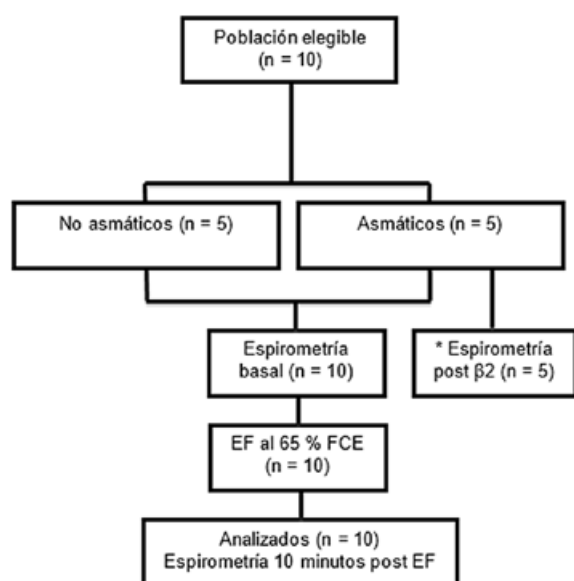 Población elegible
(n = 10)
No asmáticos (n = 5)
Asmáticos (n = 5)
Espirometría
basal (n = 10)
* Espirometría
post β2 (n = 5)
EF al 65 % FCE
(n = 10)
Analizados (n = 10)
Espirometría 10 minutos post EF